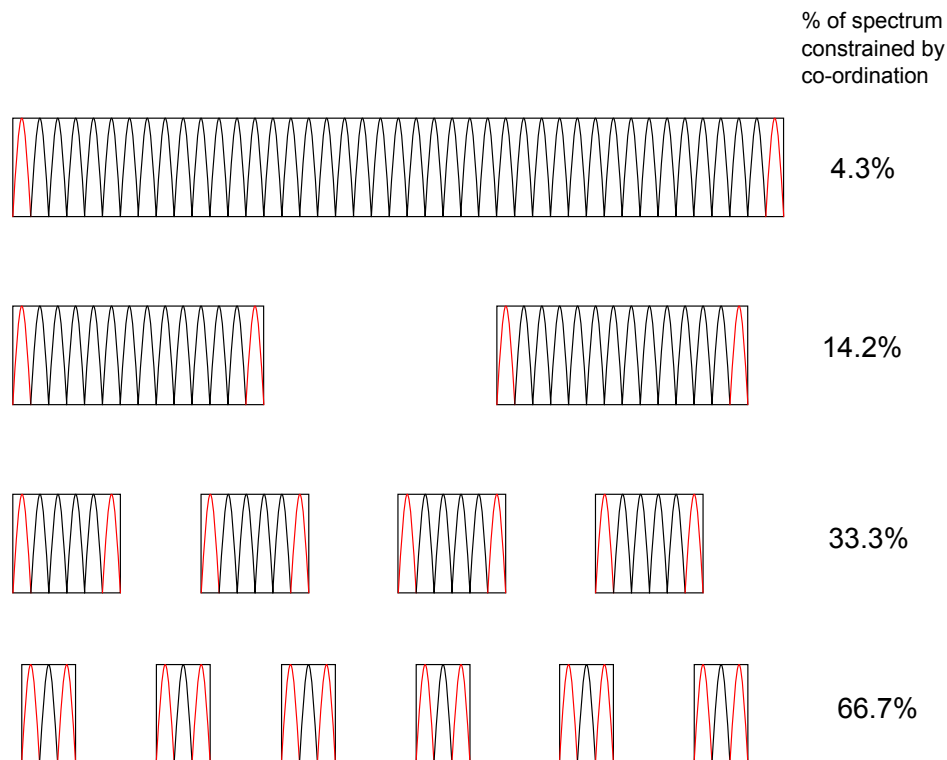 % of spectrum
constrained by
co-ordination
4.3%
14.2%
33.3%
66.7%